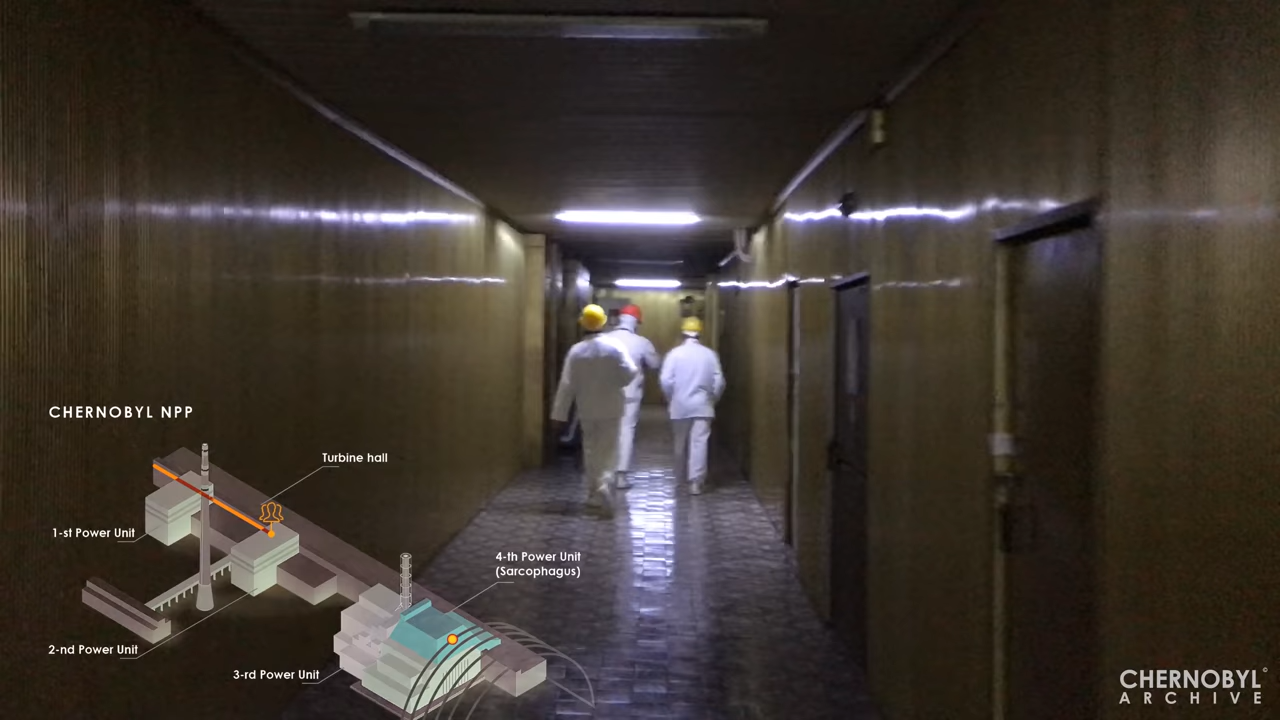 CHERNOBYL NPP
Turbine hall
1-st Power Unit
4-th Power Unit
(Sarcophagus)
2-nd Power Unit
3-rd Power Unit
CHERNOBYL©
ARCHIVE